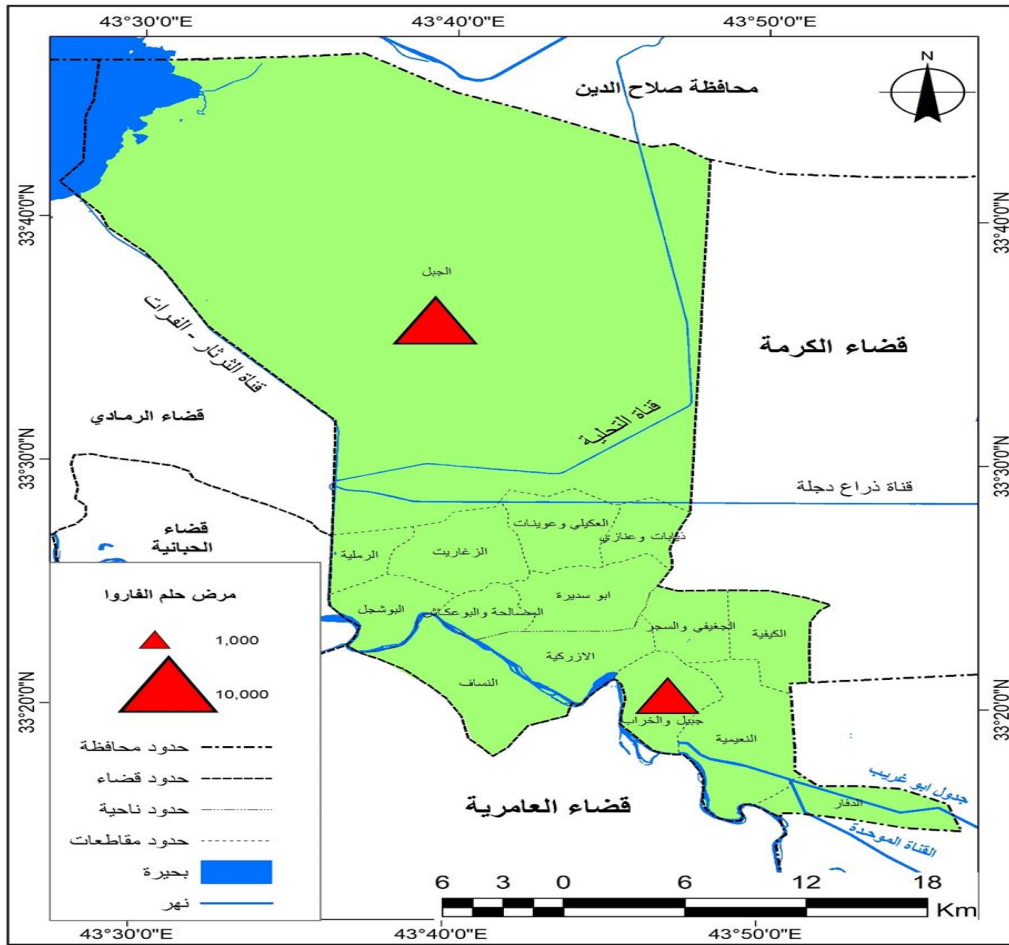 43°30'0"E
43°40'0"E
43°50'0"E
N
محافظة صلاح الدين
33°40'0"N
33°40'0"N
الجبل
قناة الثرثار - الفرات
قضاء الكرمة
قضاء الرمادي
قناة التحلية
33°30'0"N
33°30'0"N
قناة ذراع دجلة
قضاء
الحبانية
العكيلي وعوينات
ذيابات وعنازي
الزغاريت
الرملية
ابو سديرة
البوشجل
المصالحة والبوعكاش
الجغيفي والسجر
الكيفية
الازركية
النساف
33°20'0"N
33°20'0"N
جبيل والخراب
النعيمية
قضاء العامرية
جدول ابو غريب
الدفار
القناة الموحدة
مرض حلم الفاروا
1,000
10,000
حدود محافظة
حدود قضاء
حدود ناحية
حدود مقاطعات
بحيرة
نهر
6 3 0 6 12 18
Km
43°30'0"E
43°40'0"E
43°50'0"E